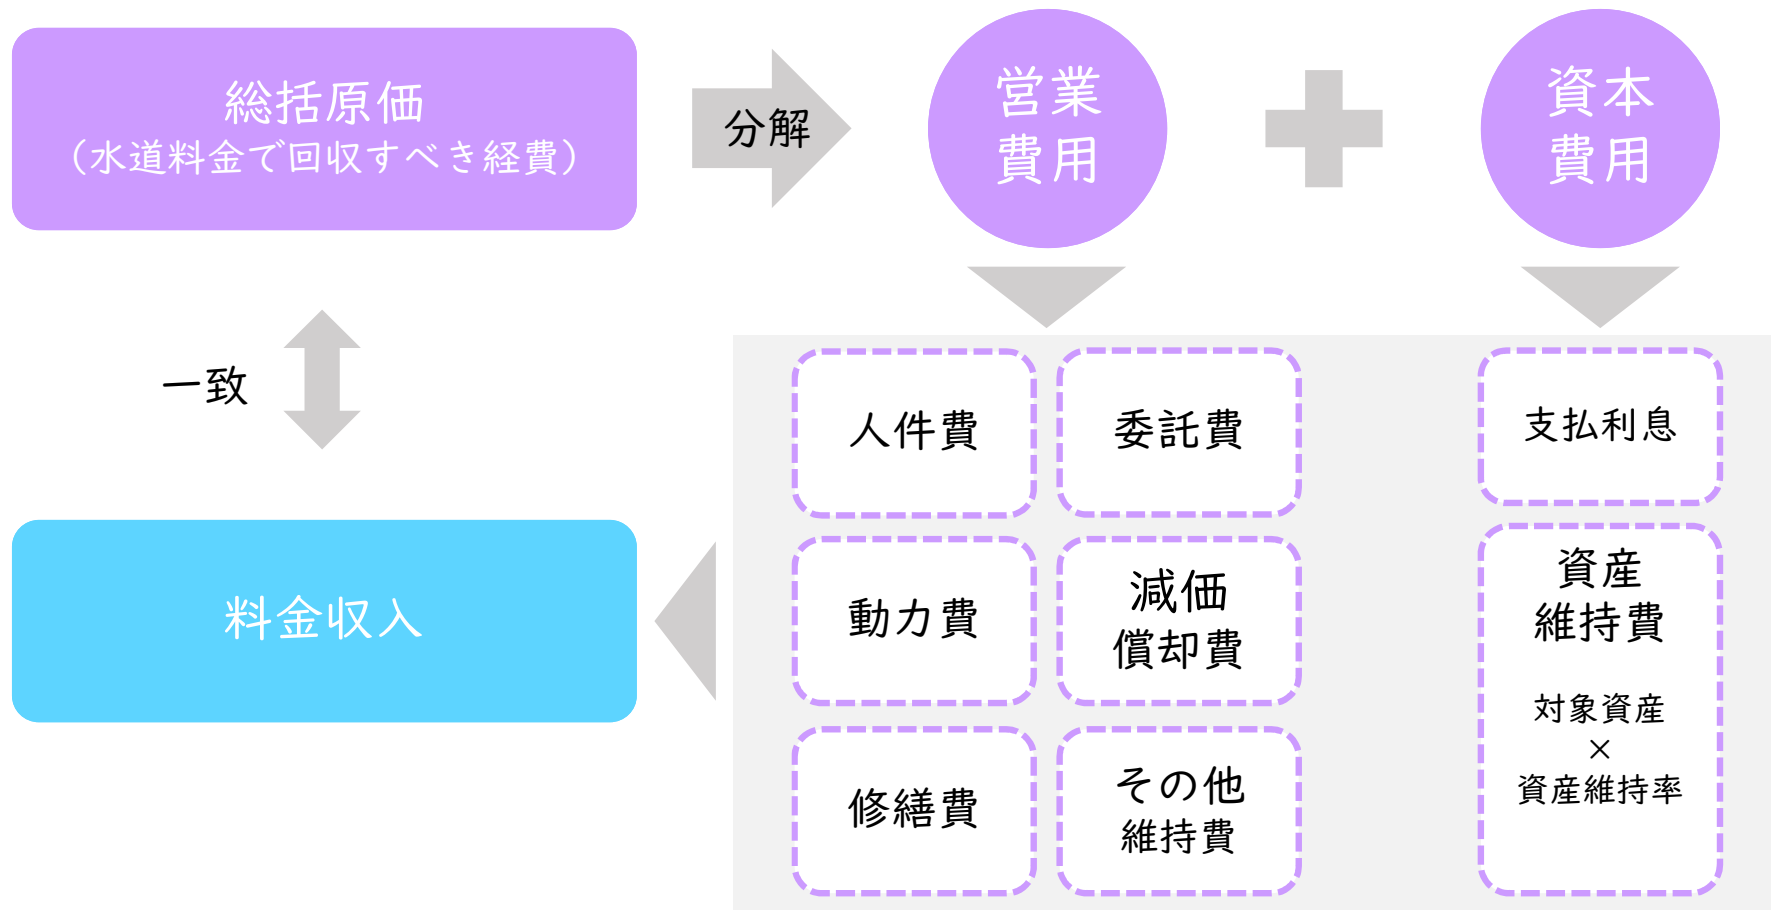 総括原価
（水道料金で回収すべき経費）
分解
営業
費用
資本
費用
一致
料金収入
人件費
委託費
動力費
減価
償却費
修繕費
その他
維持費
支払利息
資産
維持費
対象資産
×
資産維持率